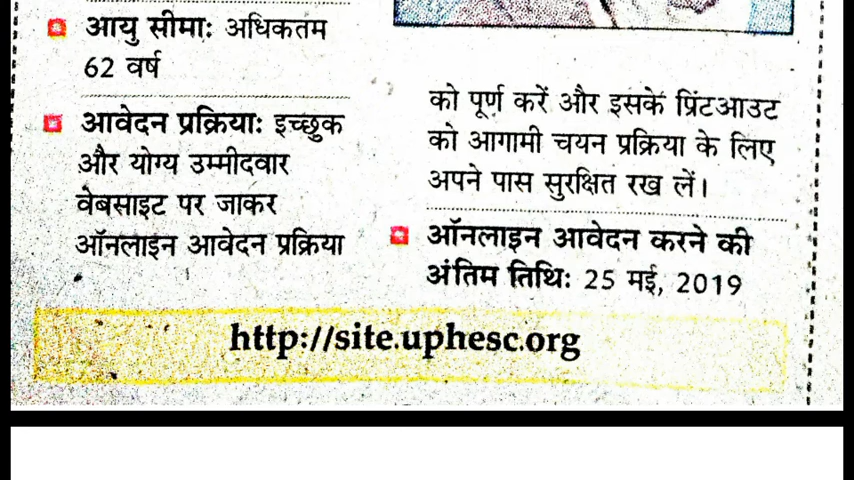 आयु सीमाः अधिकतम
62 वर्ष
आवेदन प्रक्रियाः इच्छुक
और योग्य उम्मीदवार
वेबसाइट पर जाकर
ऑनलाइन आवेदन प्रक्रिया
को पूर्ण करें और इसके प्रिंटआउट
को आगामी चयन प्रक्रिया के लिए
अपने पास सुरक्षित रख लें।
ऑनलाइन आवेदन करने की
अंतिम तिथिः 25 मई, 2019
http://site.uphesc.org